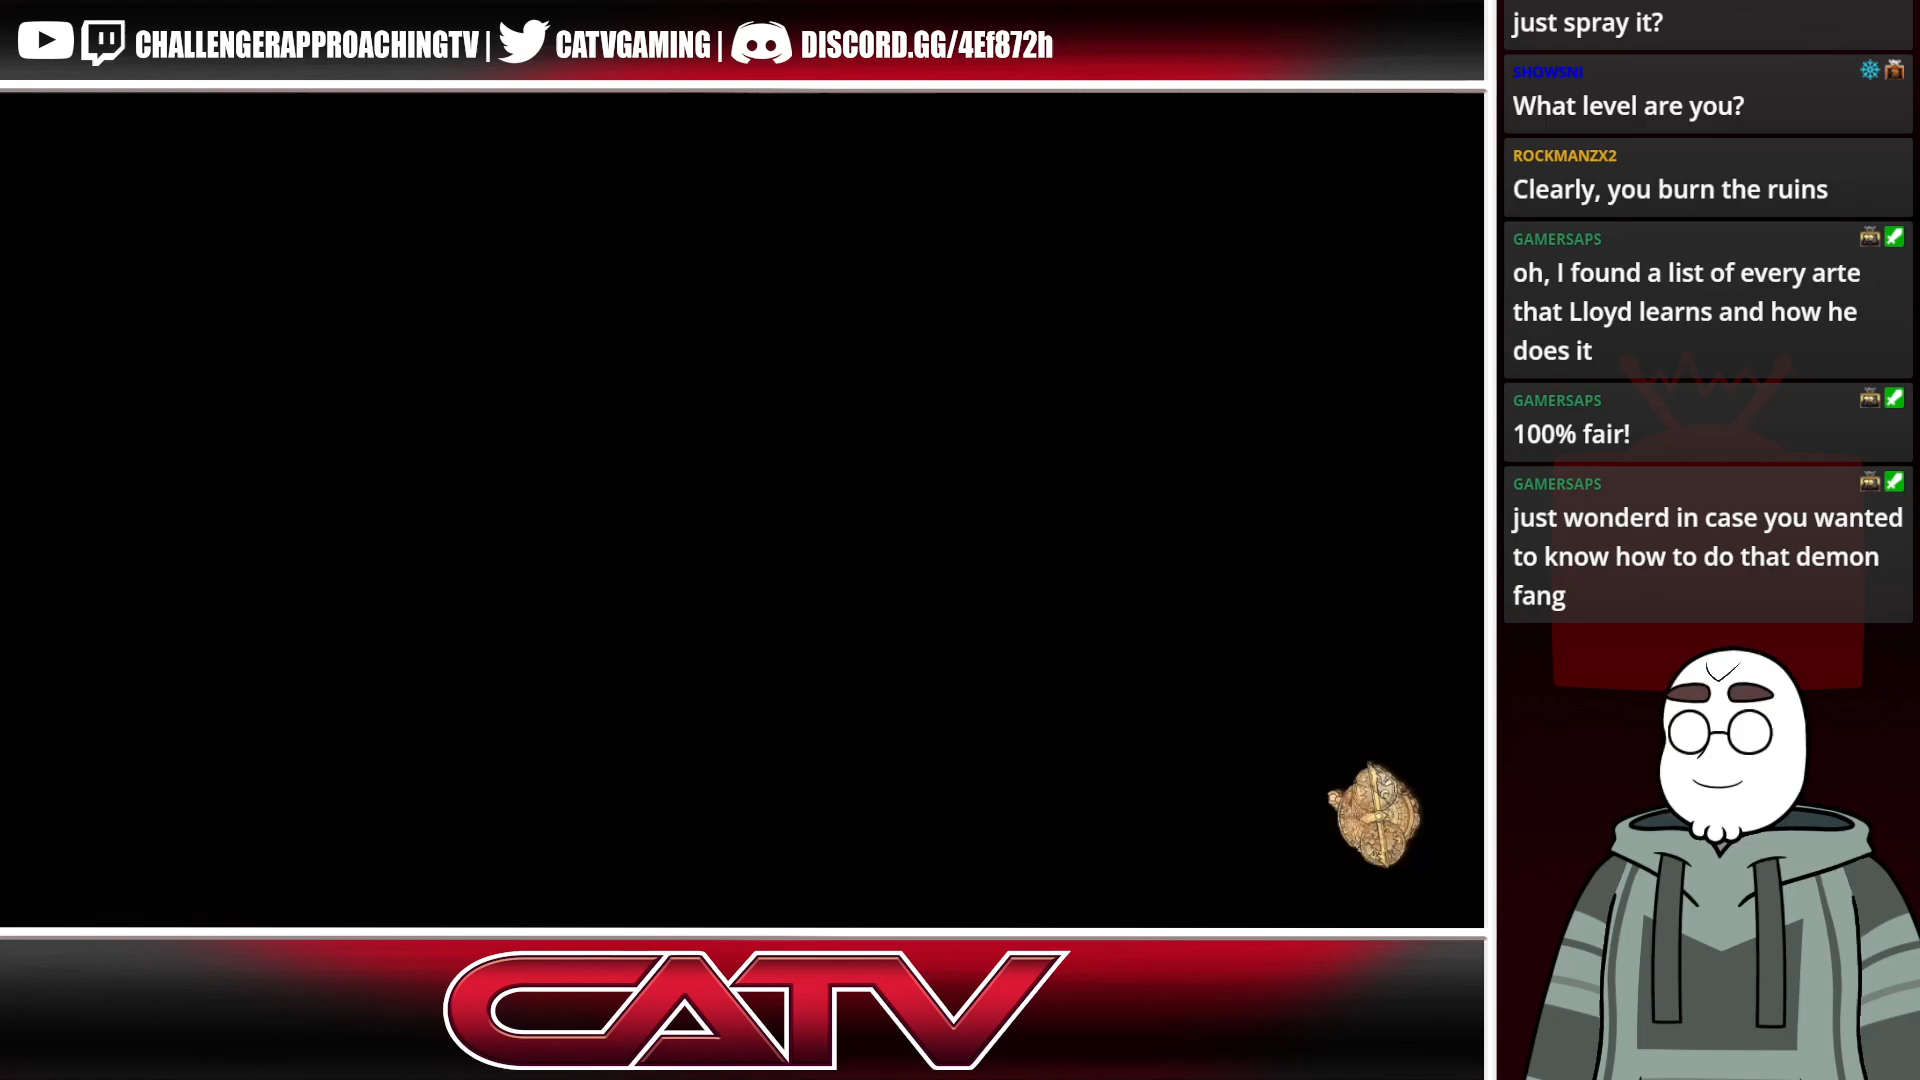 CHALLENGERAPPROACHINGTV | CATVGAMING | DISCORD.GG/4Ef872h
just spray it?
SHOWSNI
What level are you?
ROCKMANZX2
Clearly, you burn the ruins
GAMERSAPS
oh, I found a list of every arte
that Lloyd learns and how he
does it
GAMERSAPS
100% fair!
GAMERSAPS
just wonderd in case you wanted
to know how to do that demon
fang
CATV